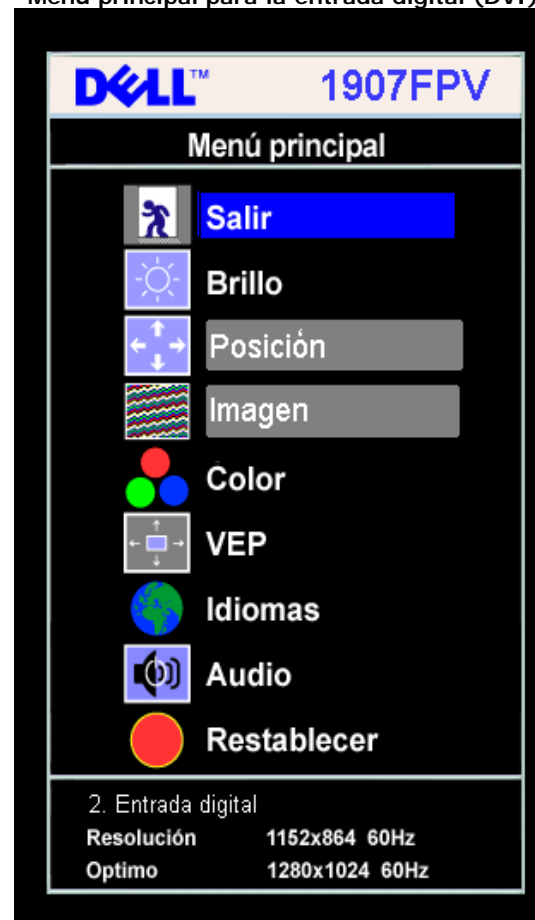 Menú principal para la entrada digital (DVI)
DELL™ 1907FPV
Menú principal
Salir
Brillo
Posición
Imagen
Color
VEP
Idiomas
Audio
Restablecer
2. Entrada digital
Resolución 1152x864 60Hz
Optimo 1280x1024 60Hz